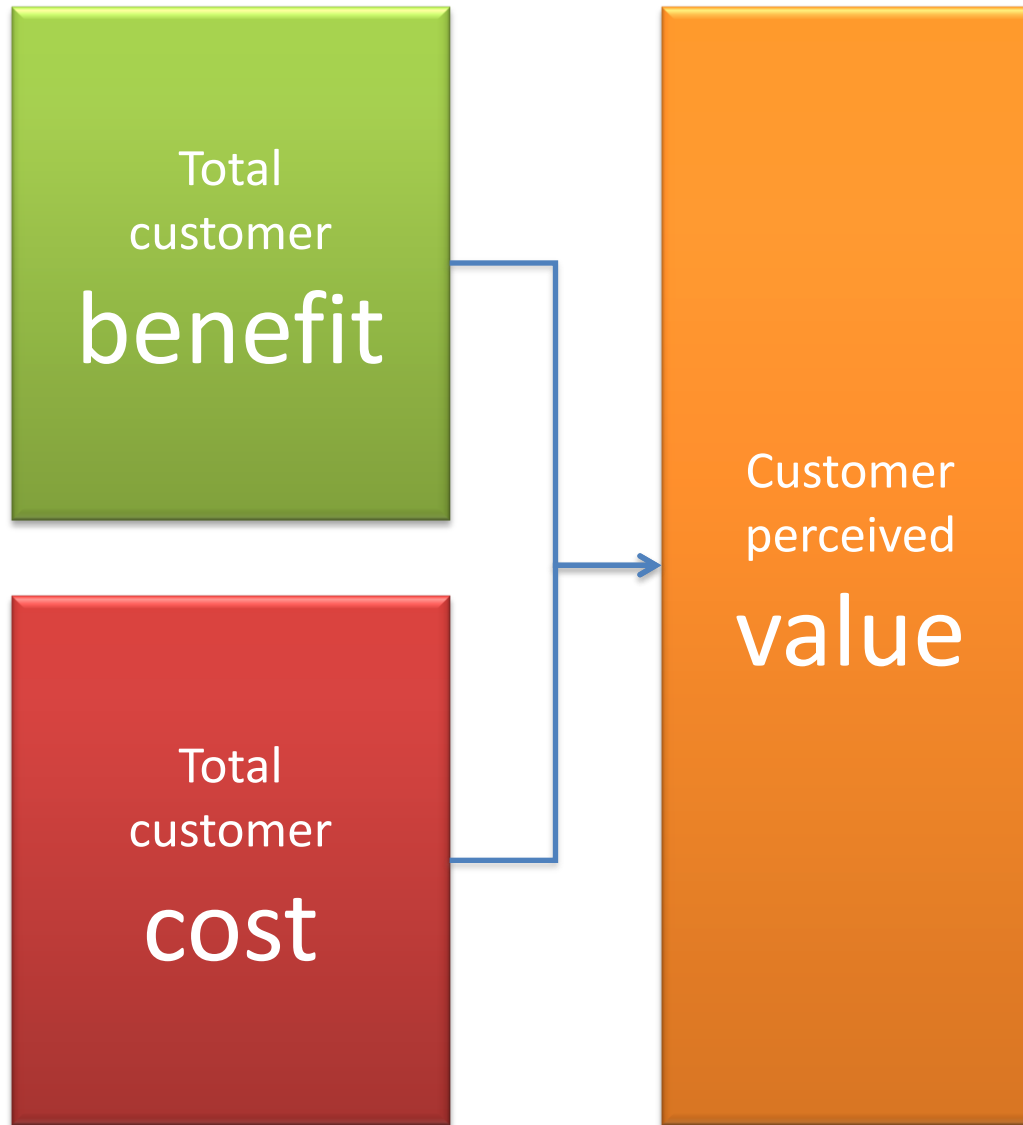 Total
customer
benefit
Total
customer
cost
Customer
perceived
value